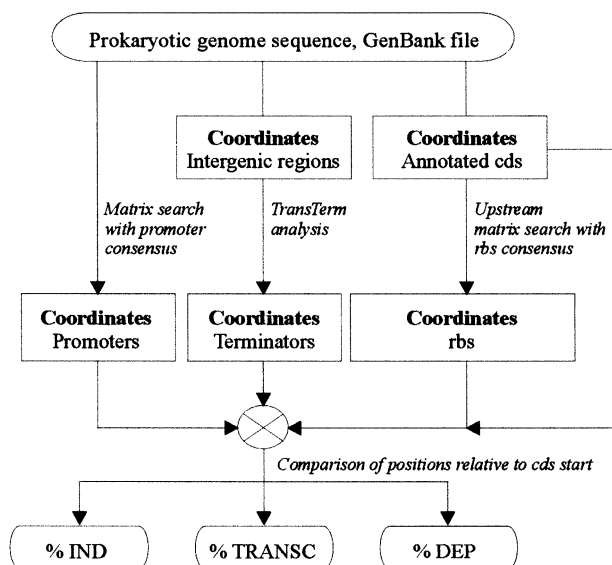 Prokaryotic genome sequence, GenBank file
Coordinates
Intergenic regions
Coordinates
Annotated cds
Matrix search
with promoter
consensus
TransTerm
analysis
Upstream
matrix search with
rbs consensus
Coordinates
Promoters
Coordinates
Terminators
Coordinates
rbs
Comparison of positions relative to cds start
% IND
% TRANSC
% DEP